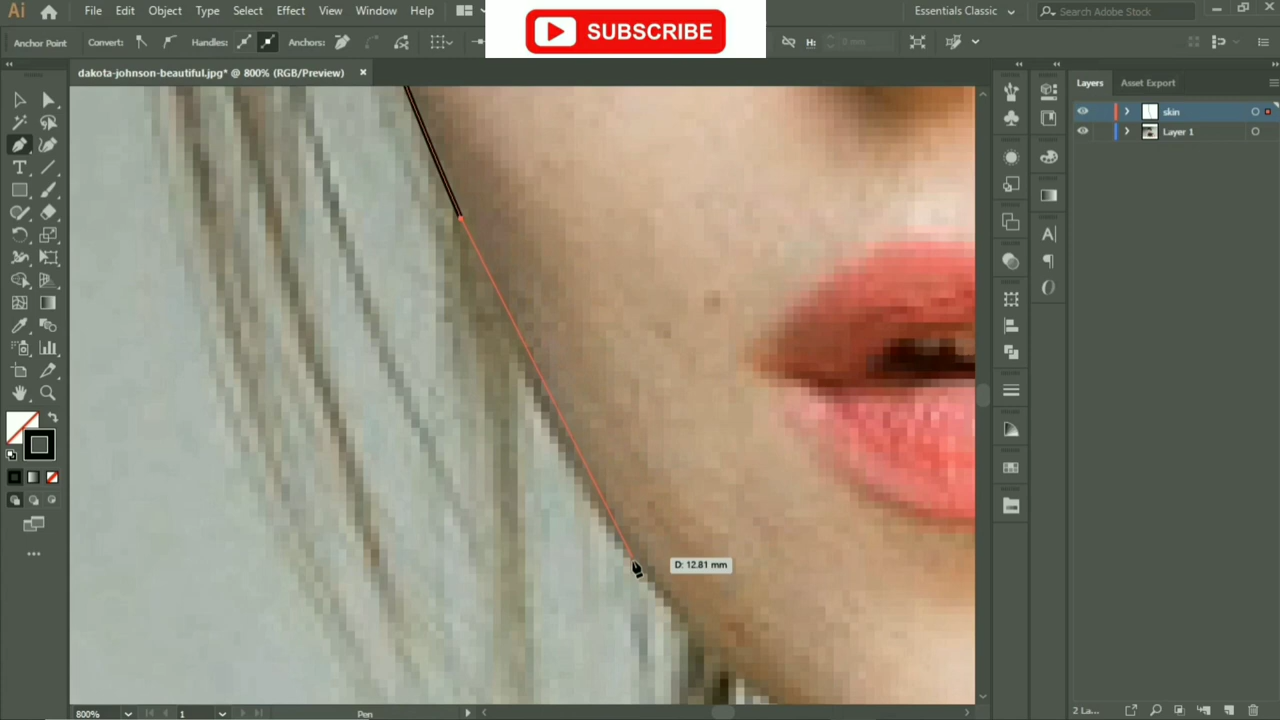 Ai File Edit Object Type Select Effect View Window Help
SUBSCRIBE
Essentials Classic
Search Adobe Stock
Anchor Point Convert: Handles: Anchors: H: 0 mm
dakota-johnson-beautiful.jpg* @ 800% (RGB/Preview) ×
Layers Asset Export
skin
Layer 1
D: 12.81 mm
800% 1 Pen
2 La...